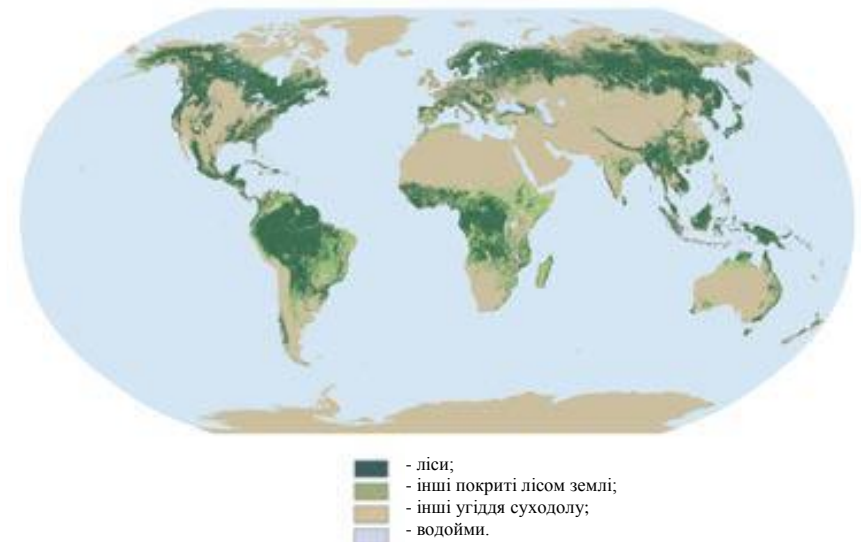 - ліси;
- інші покриті лісом землі;
- інші угіддя суходолу;
- водойми.